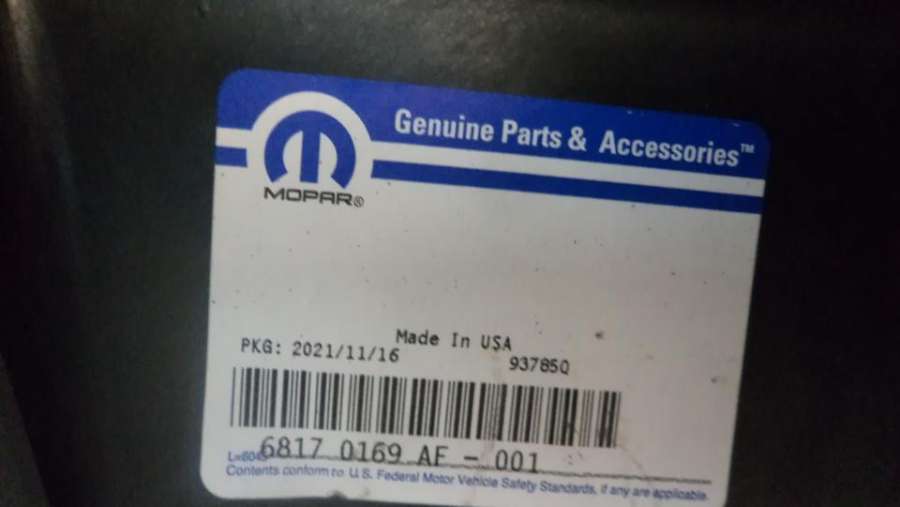 Genuine Parts & Accessories™
MOPAR®
Made In USA
PKG: 2021/11/16
93785Q
6817 0169 AF - 001
Contents conform to U.S. Federal Motor Vehicle Safety Standards, if any are applicable.